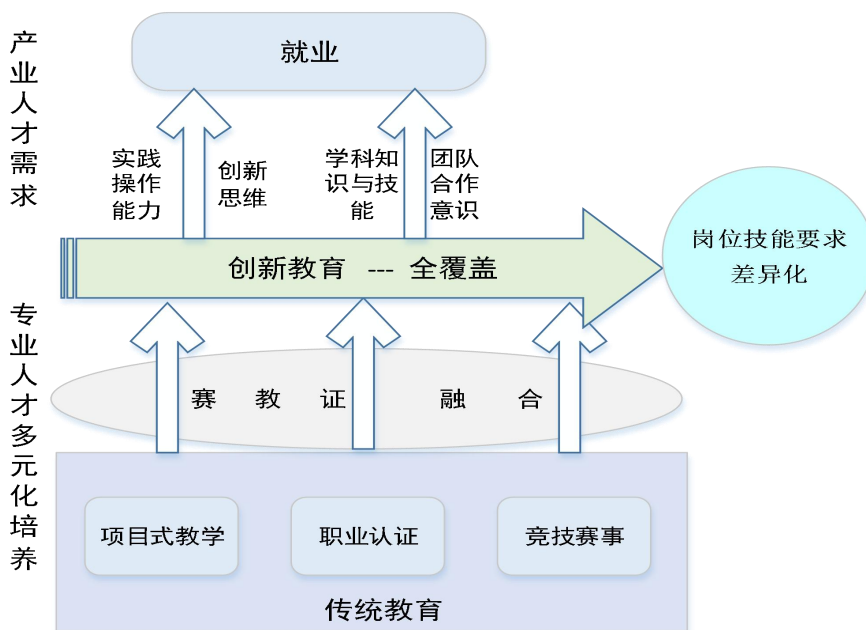 产业人才需求
就业
实践
操作
能力
创新
思维
学科知
识与技
能
团队
合作
意识
创新教育 --- 全覆盖
岗位技能要求
差异化
专业人才多元化培养
赛 教 证 融 合
项目式教学
职业认证
竞技赛事
传统教育